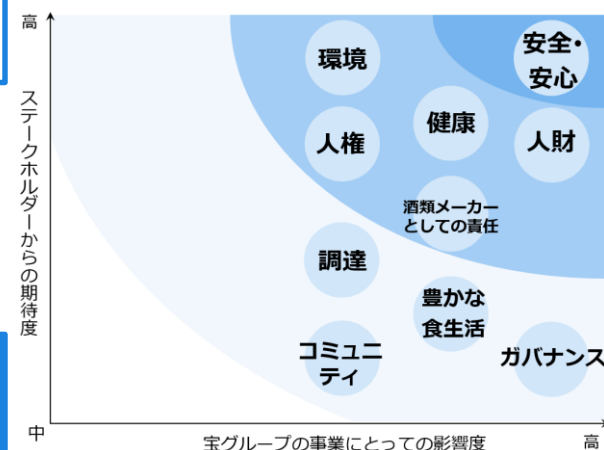 高
ステークホルダーからの期待度
環境
安全・
安心
人権
健康
人財
酒類メーカー
としての責任
調達
豊かな
食生活
コミュニ
ティ
ガバナンス
中
宝グループの事業にとっての影響度
高